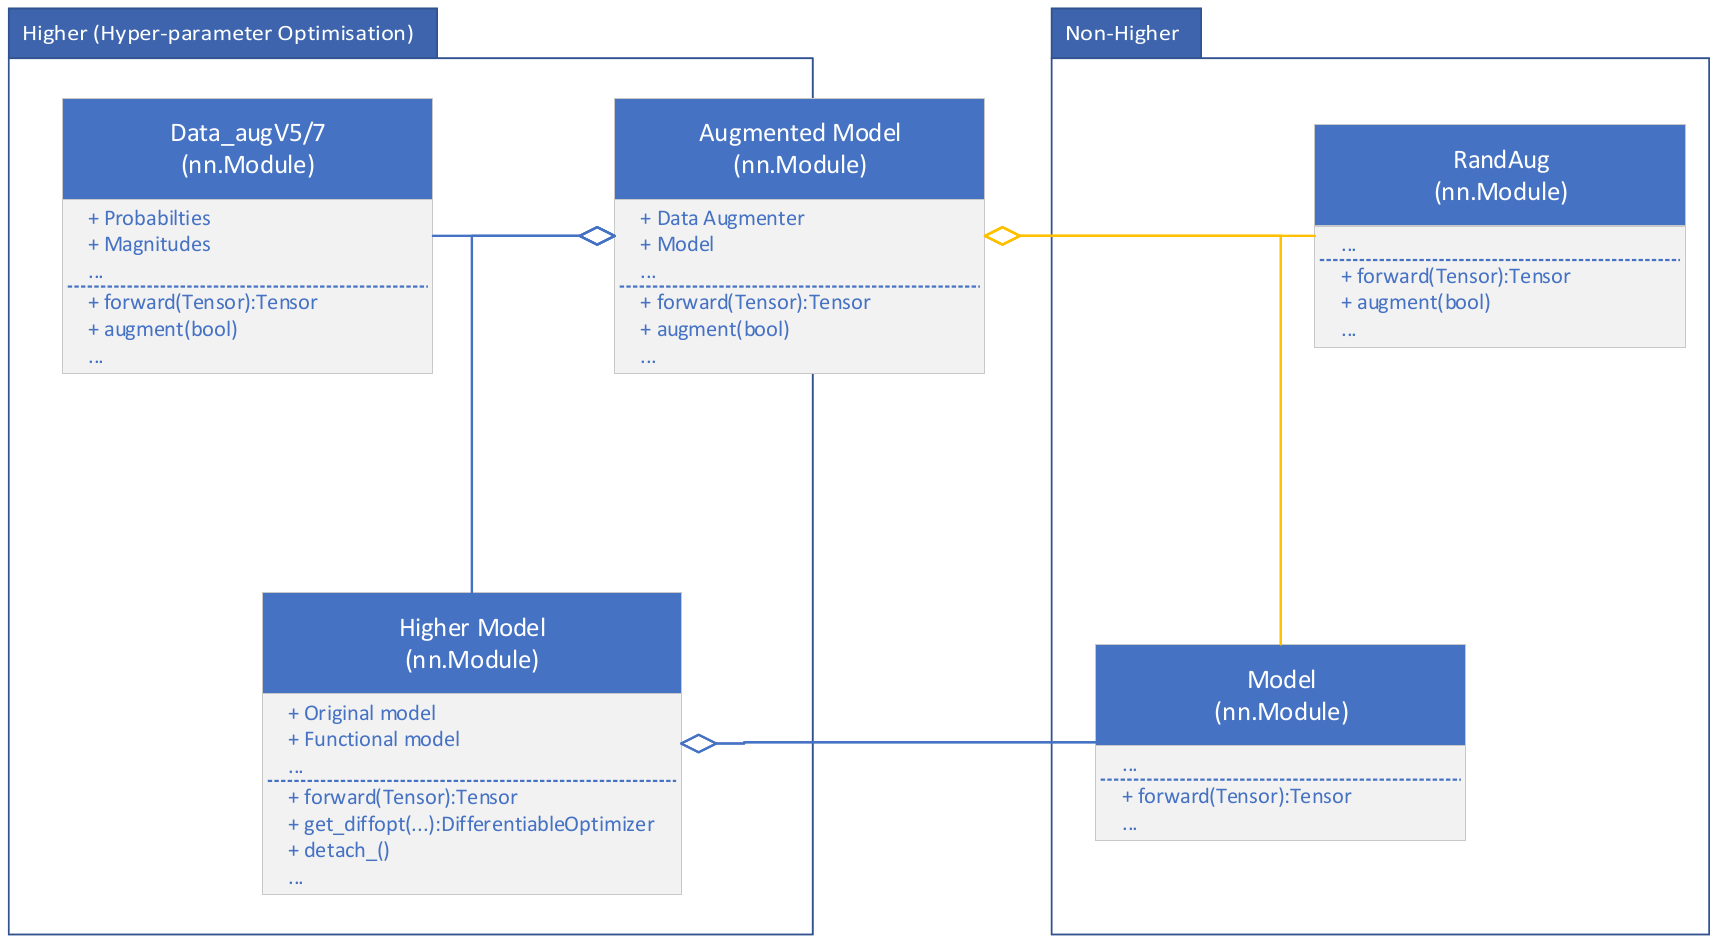 Higher (Hyper-parameter Optimisation)
Non-Higher
Data_augV5/7
(nn.Module)
+ Probabilties
+ Magnitudes
...
+ forward(Tensor):Tensor
+ augment(bool)
...
Augmented Model
(nn.Module)
+ Data Augmenter
+ Model
...
+ forward(Tensor):Tensor
+ augment(bool)
...
RandAug
(nn.Module)
...
+ forward(Tensor):Tensor
+ augment(bool)
...
Higher Model
(nn.Module)
+ Original model
+ Functional model
...
+ forward(Tensor):Tensor
+ get_diffopt(...):DifferentiableOptimizer
+ detach_()
...
Model
(nn.Module)
...
+ forward(Tensor):Tensor
...